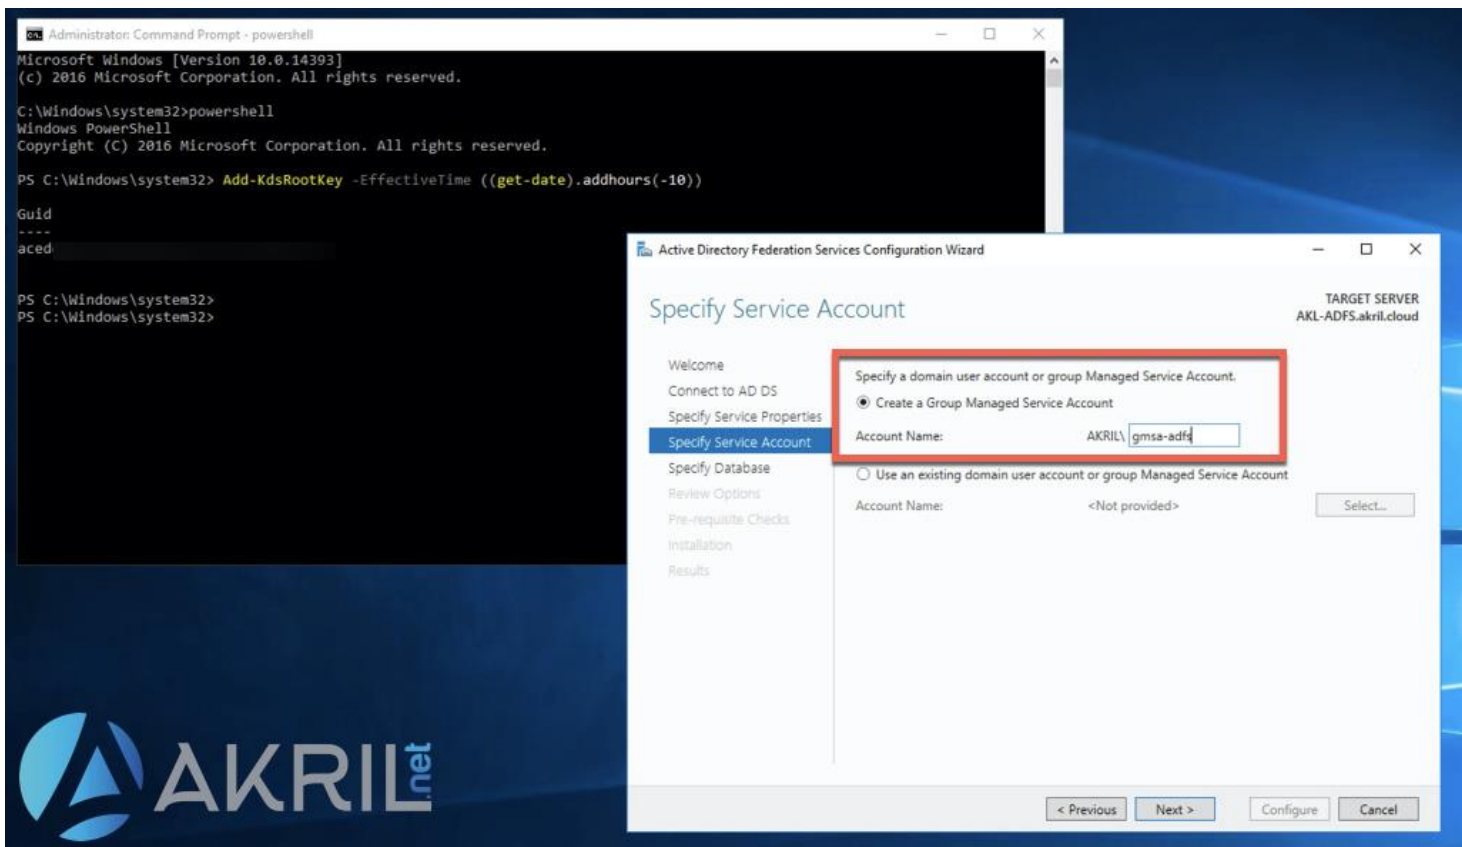 Administrator: Command Prompt - powershell
Microsoft Windows [Version 10.0.14393]
(c) 2016 Microsoft Corporation. All rights reserved.
C:\Windows\system32>powershell
Windows PowerShell
Copyright (C) 2016 Microsoft Corporation. All rights reserved.
PS C:\Windows\system32> Add-KdsRootKey -EffectiveTime ((get-date).addhours(-10))
Guid
----
aced
PS C:\Windows\system32>
PS C:\Windows\system32>
Active Directory Federation Services Configuration Wizard
Specify Service Account
TARGET SERVER
AKL-ADFS.akril.cloud
Welcome
Connect to AD DS
Specify Service Properties
Specify Service Account
Specify Database
Review Options
Pre-requisite Checks
Installation
Results
Specify a domain user account or group Managed Service Account.
Create a Group Managed Service Account
Account Name: AKRIL\ gmsa-adfs
Use an existing domain user account or group Managed Service Account
Account Name: <Not provided> Select...
< Previous Next > Configure Cancel
AKRIL.net